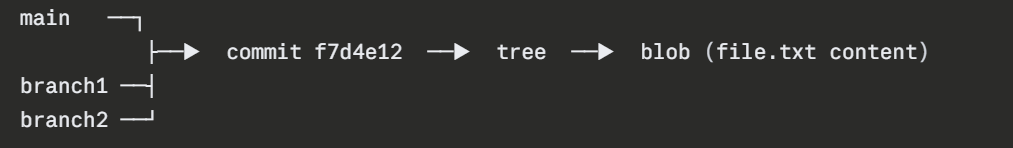 main ──┐
├──▶ commit f7d4e12 ──▶ tree ──▶ blob (file.txt content)
branch1 ──┤
branch2 ──┘